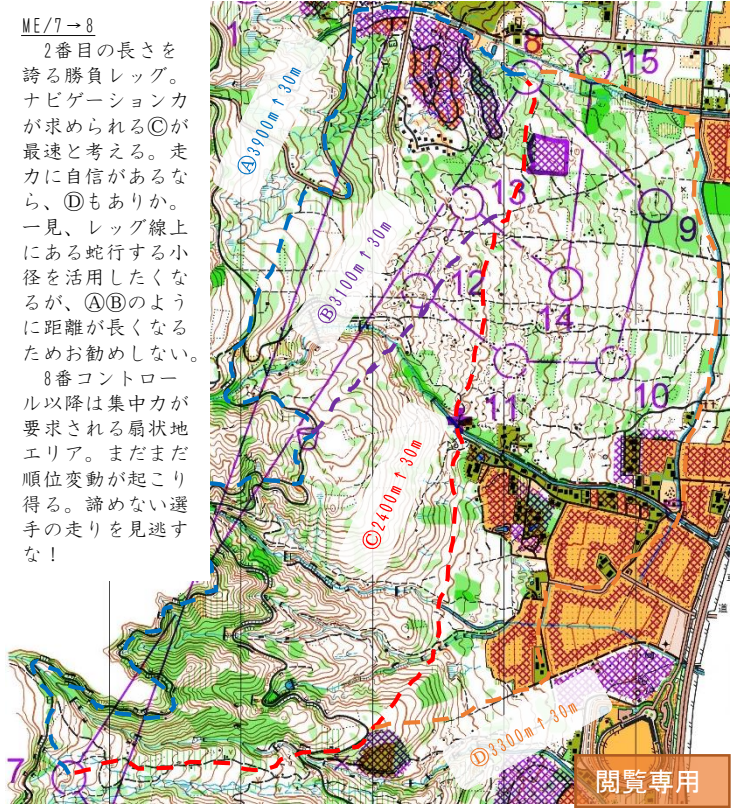 ME/7→8
2番目の長さを
誇る勝負レッグ。
ナビゲーション力
が求められるⒸが
最速と考える。走
力に自信があるな
ら、Ⓓもありか。
一見、レッグ線上
にある蛇行する小
径を活用したくな
るが、ⒶⒷのよう
に距離が長くなる
ためお勧めしない。
8番コントロー
ル以降は集中力が
要求される扇状地
エリア。まだまだ
順位変動が起こり
得る。諦めない選
手の走りを見逃す
な！
1
8
15
Ⓐ3900m↑30m
13
9
Ⓑ3100m↑30m
12
14
11
10
Ⓒ2400m↑30m
道
Ⓓ3300m↑30m
7
閲覧専用